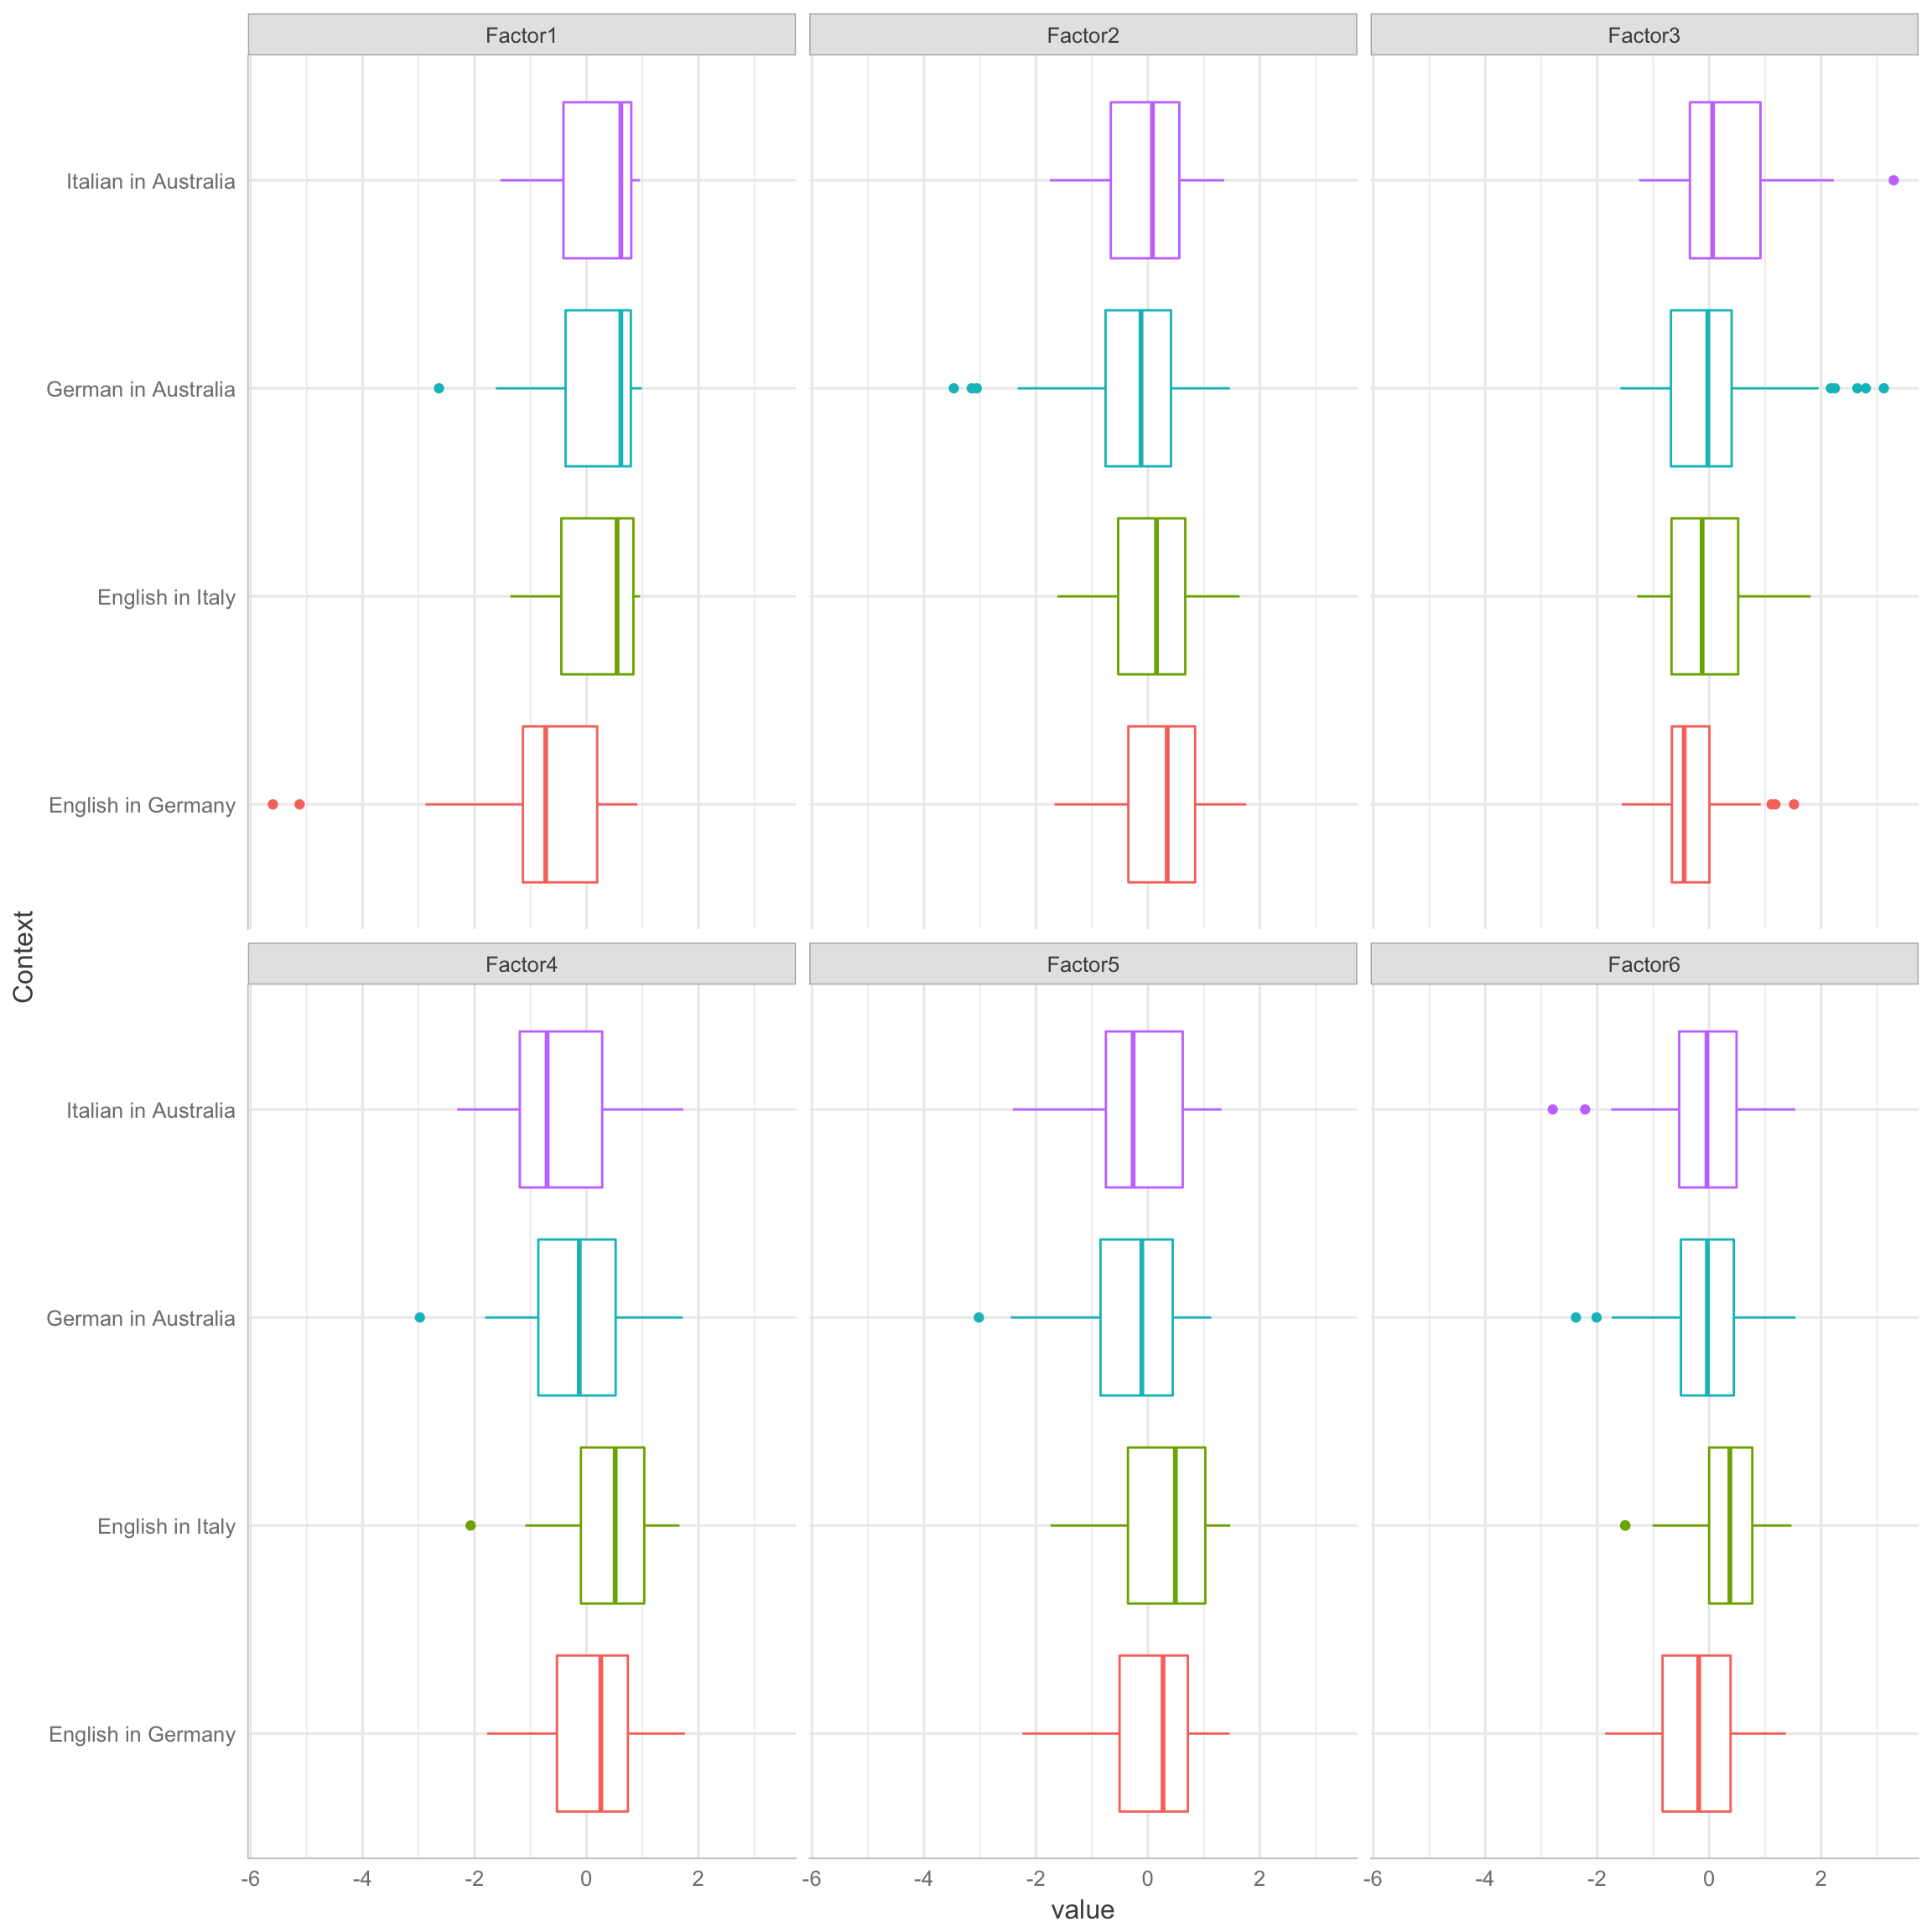 Factor1 Factor2 Factor3
Italian in Australia
German in Australia
English in Italy
English in Germany
Context
Factor4 Factor5 Factor6
Italian in Australia
German in Australia
English in Italy
English in Germany
-6 -4 -2 0 2 -6 -4 -2 0 2 -6 -4 -2 0 2
value